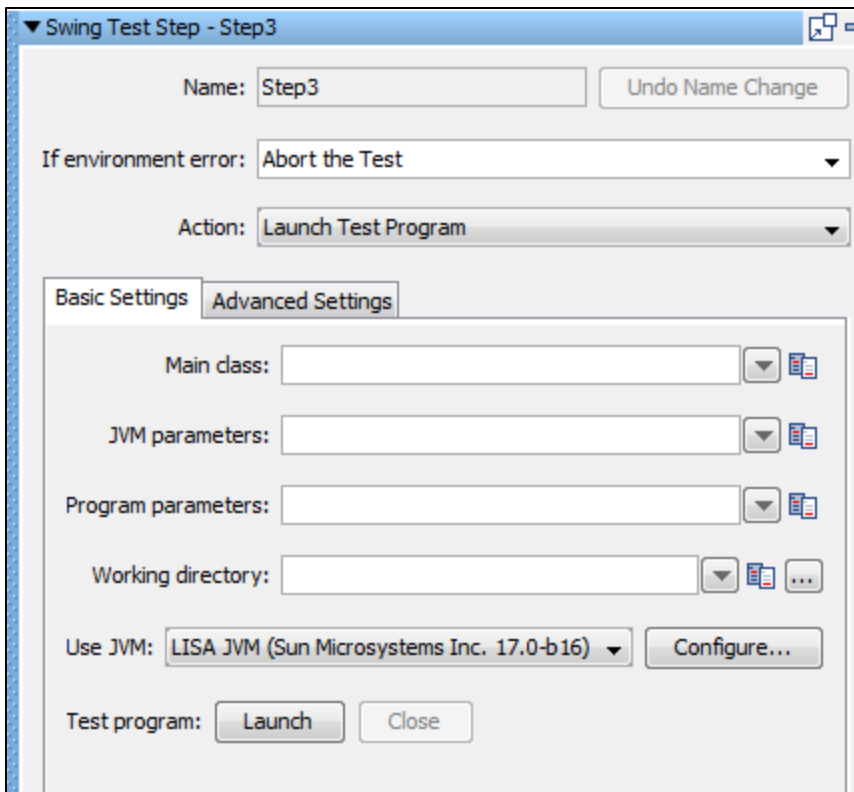 Swing Test Step - Step3
Name: Step3 Undo Name Change
If environment error: Abort the Test
Action: Launch Test Program
Basic Settings Advanced Settings
Main class:
JVM parameters:
Program parameters:
Working directory: ...
Use JVM: LISA JVM (Sun Microsystems Inc. 17.0-b16) Configure...
Test program: Launch Close